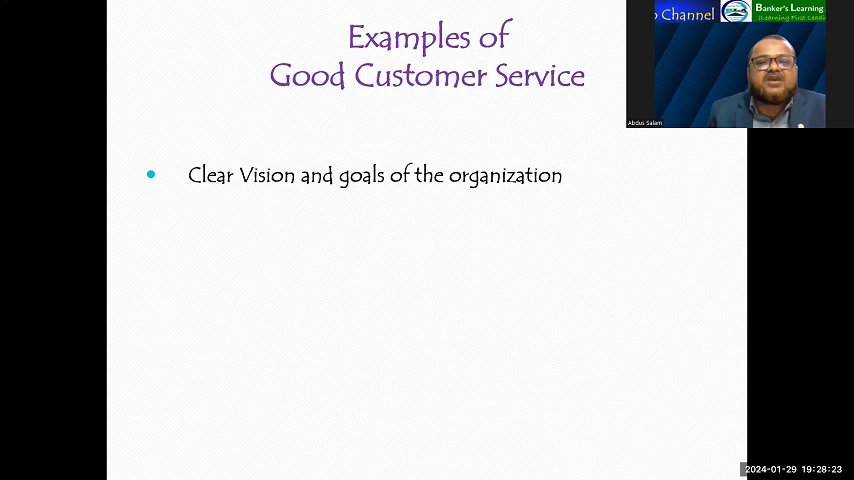 Examples of
Good Customer Service
Channel
Banker's Learning
Abdus Salam
• Clear Vision and goals of the organization
2024-01-29 19:28:23